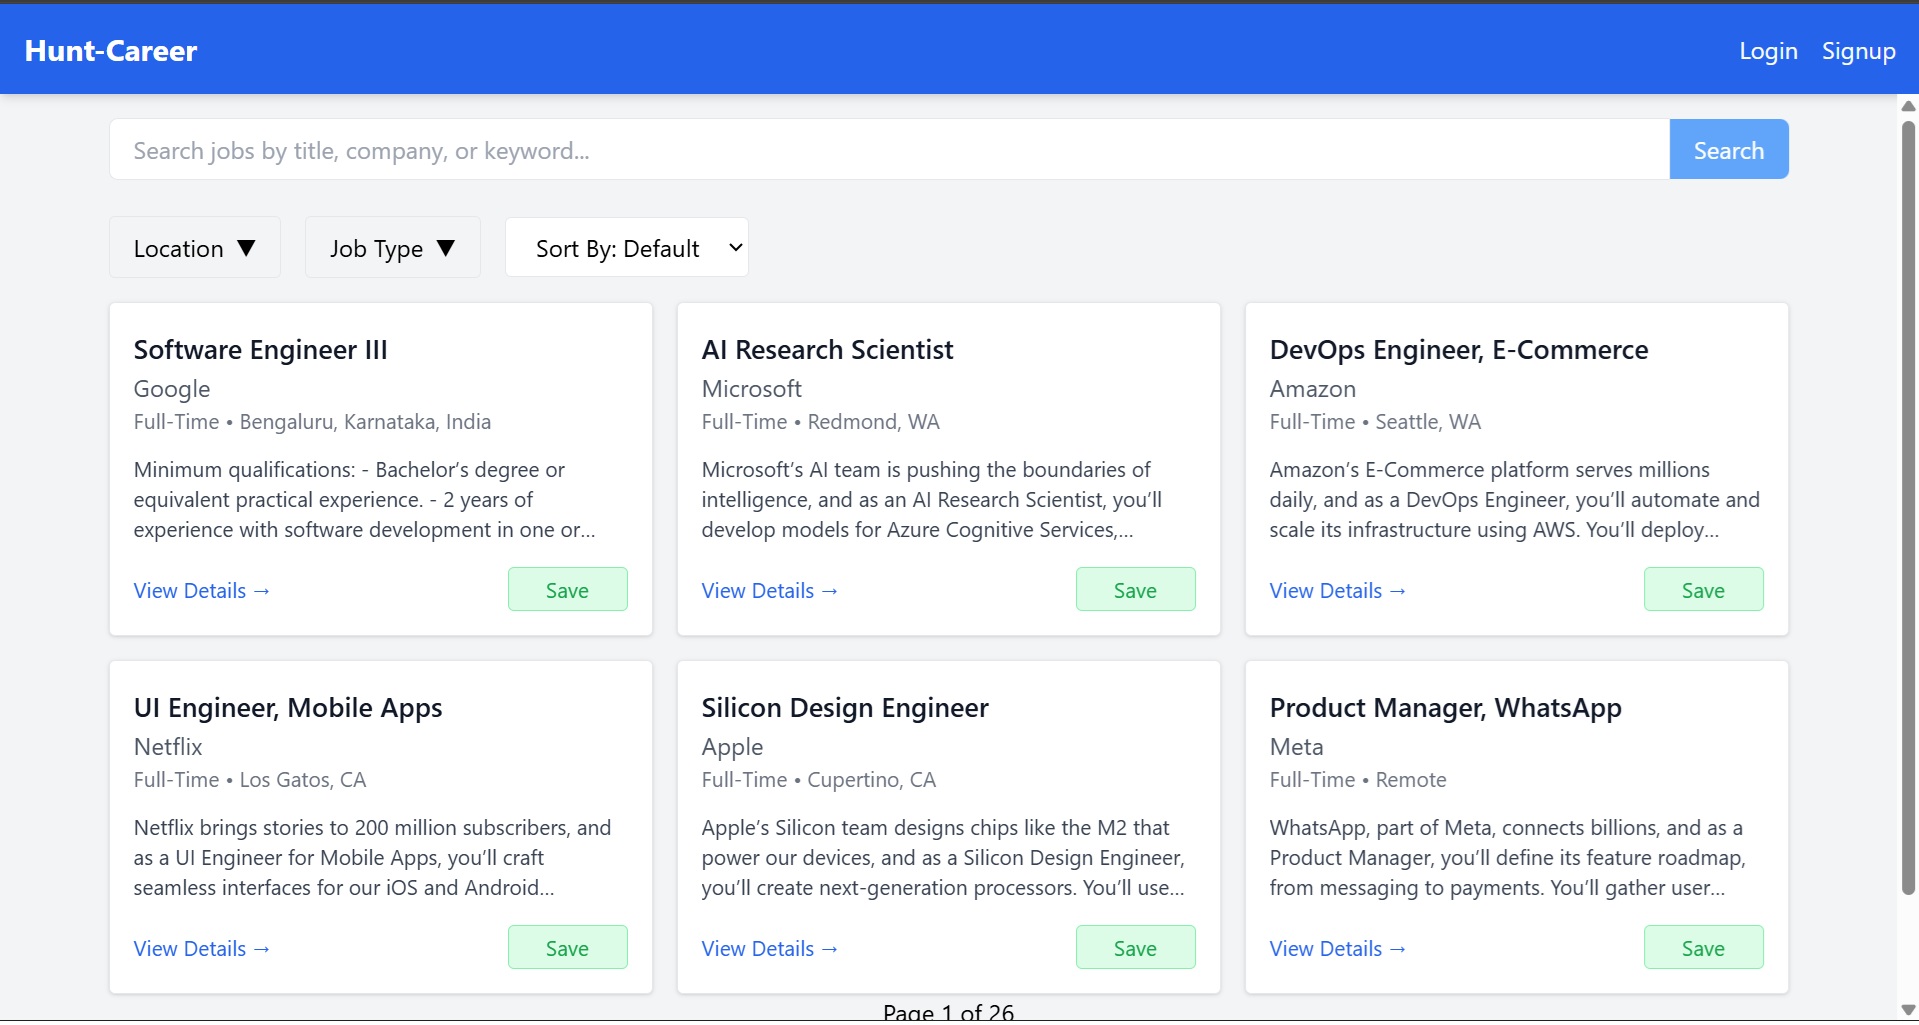 Hunt-Career
Login
Signup
Search jobs by title, company, or keyword...
Search
Location ▼
Job Type ▼
Sort By: Default
Software Engineer III
Google
Full-Time • Bengaluru, Karnataka, India
Minimum qualifications: - Bachelor’s degree or
equivalent practical experience. - 2 years of
experience with software development in one or...
View Details →
Save
AI Research Scientist
Microsoft
Full-Time • Redmond, WA
Microsoft’s AI team is pushing the boundaries of
intelligence, and as an AI Research Scientist, you’ll
develop models for Azure Cognitive Services,...
View Details →
Save
DevOps Engineer, E-Commerce
Amazon
Full-Time • Seattle, WA
Amazon’s E-Commerce platform serves millions
daily, and as a DevOps Engineer, you’ll automate and
scale its infrastructure using AWS. You’ll deploy...
View Details →
Save
UI Engineer, Mobile Apps
Netflix
Full-Time • Los Gatos, CA
Netflix brings stories to 200 million subscribers, and
as a UI Engineer for Mobile Apps, you’ll craft
seamless interfaces for our iOS and Android...
View Details →
Save
Silicon Design Engineer
Apple
Full-Time • Cupertino, CA
Apple’s Silicon team designs chips like the M2 that
power our devices, and as a Silicon Design Engineer,
you’ll create next-generation processors. You’ll use...
View Details →
Save
Product Manager, WhatsApp
Meta
Full-Time • Remote
WhatsApp, part of Meta, connects billions, and as a
Product Manager, you’ll define its feature roadmap,
from messaging to payments. You’ll gather user...
View Details →
Save
Page 1 of 26